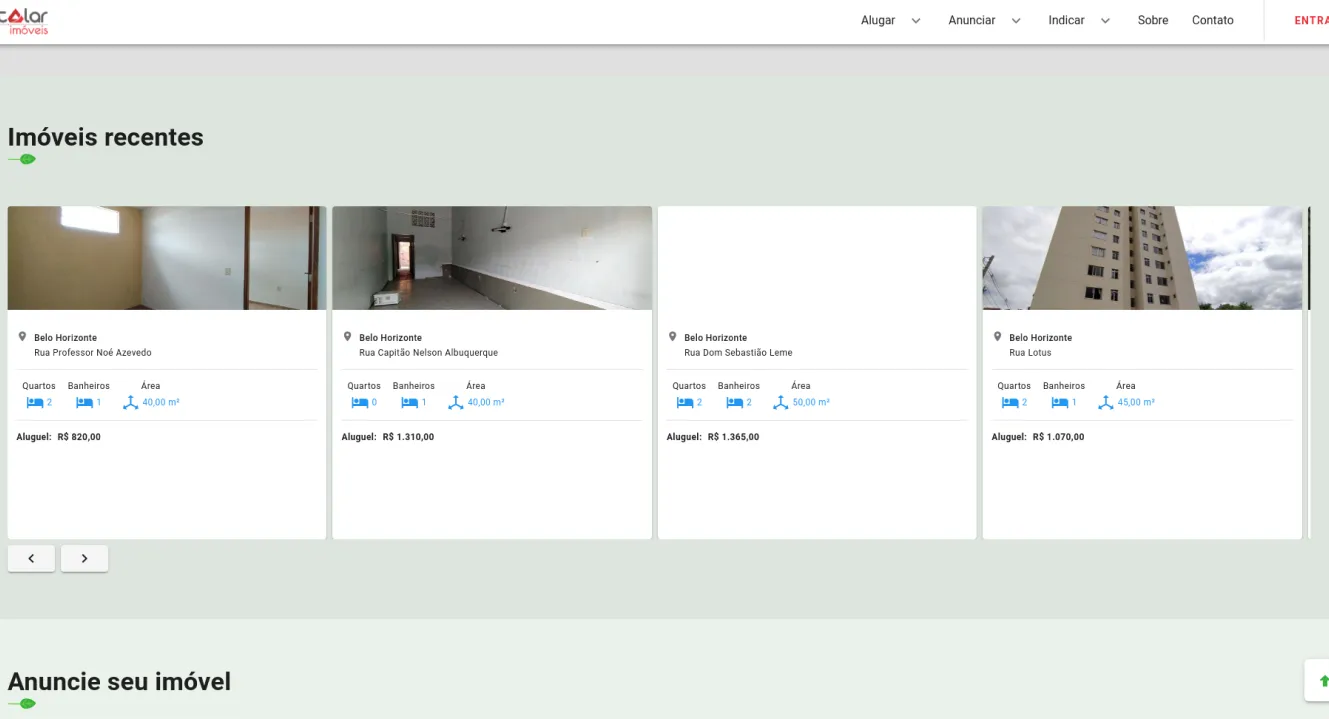 imóveis
Alugar Anunciar Indicar Sobre Contato
Imóveis recentes
Belo Horizonte
Rua Professor Noé Azevedo
Quartos Banheiros Área
2 1 40,00 m²
Aluguel: R$ 820,00
Belo Horizonte
Rua Capitão Nelson Albuquerque
Quartos Banheiros Área
0 1 40,00 m²
Aluguel: R$ 1.310,00
Belo Horizonte
Rua Dom Sebastião Leme
Quartos Banheiros Área
2 2 50,00 m²
Aluguel: R$ 1.365,00
Belo Horizonte
Rua Lotus
Quartos Banheiros Área
2 1 45,00 m²
Aluguel: R$ 1.070,00
Anuncie seu imóvel